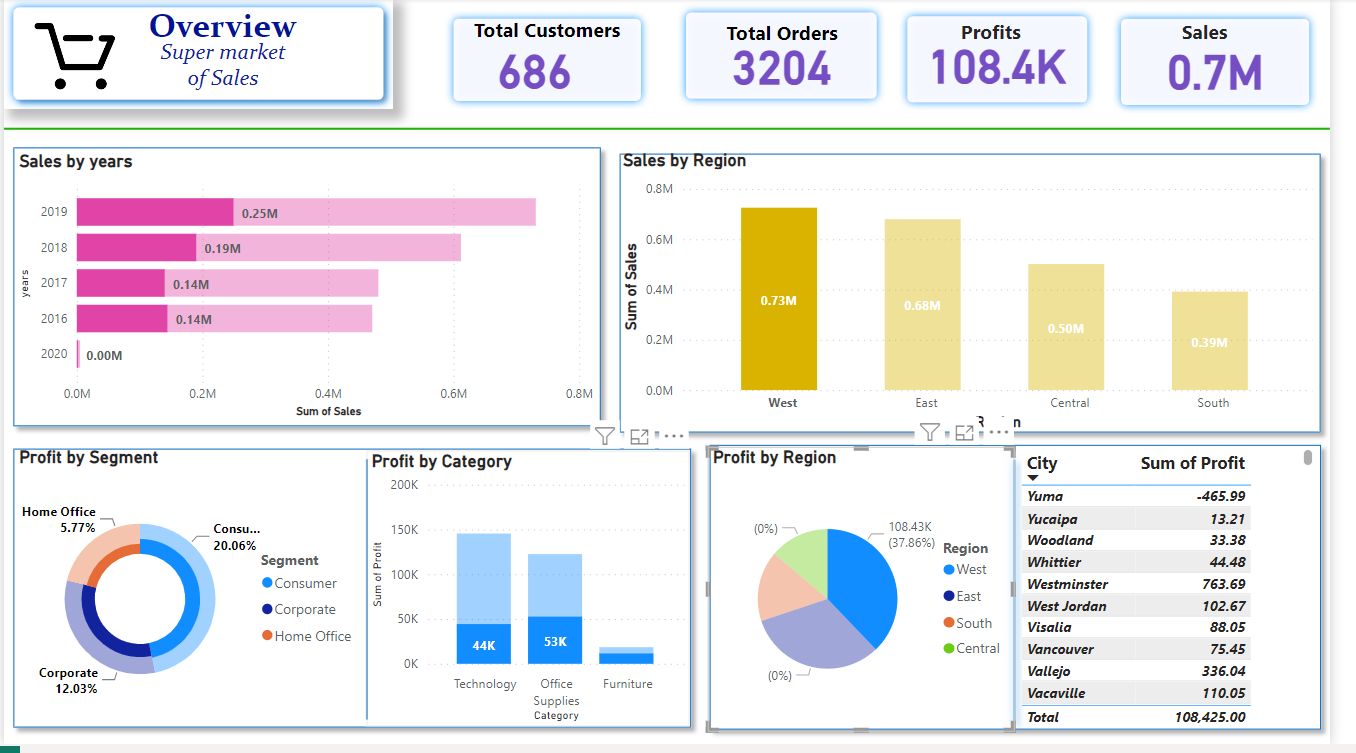 Overview
Super market
of Sales
Total Customers
686
Total Orders
3204
Profits
108.4K
Sales
0.7M
Sales by years
years
2019
0.25M
2018
0.19M
2017
0.14M
2016
0.14M
2020
0.00M
0.0M 0.2M 0.4M 0.6M 0.8M
Sum of Sales
Sales by Region
Sum of Sales
0.8M
0.6M
0.4M
0.2M
0.0M
0.73M
0.68M
0.50M
0.39M
West East Central South
Profit by Segment
Home Office
5.77%
Consu...
20.06%
Corporate
12.03%
Segment
Consumer
Corporate
Home Office
Profit by Category
Sum of Profit
200K
150K
100K
50K
0K
44K
53K
Technology
Office
Supplies
Furniture
Category
Profit by Region
(0%)
108.43K
(37.86%)
(0%)
Region
West
East
South
Central
City Sum of Profit
Yuma -465.99
Yucaipa 13.21
Woodland 33.38
Whittier 44.48
Westminster 763.69
West Jordan 102.67
Visalia 88.05
Vancouver 75.45
Vallejo 336.04
Vacaville 110.05
Total 108,425.00